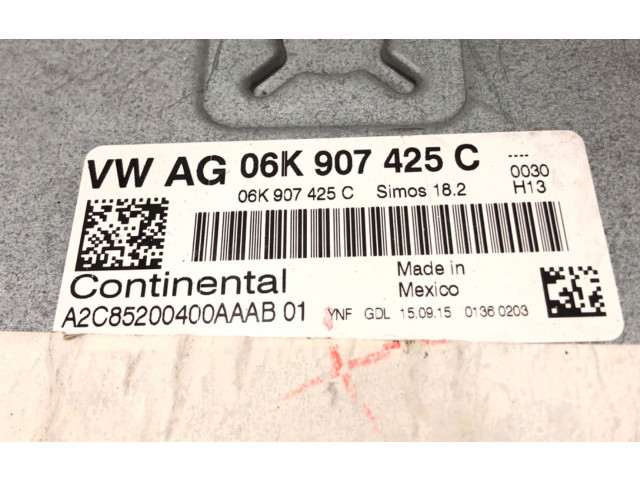 VW AG 06K 907 425 C
----
0030
H13
06K 907 425 C Simos 18.2
Continental
Made in
Mexico
A2C85200400AAAB 01 YNF GDL 15.09.15 0136 0203